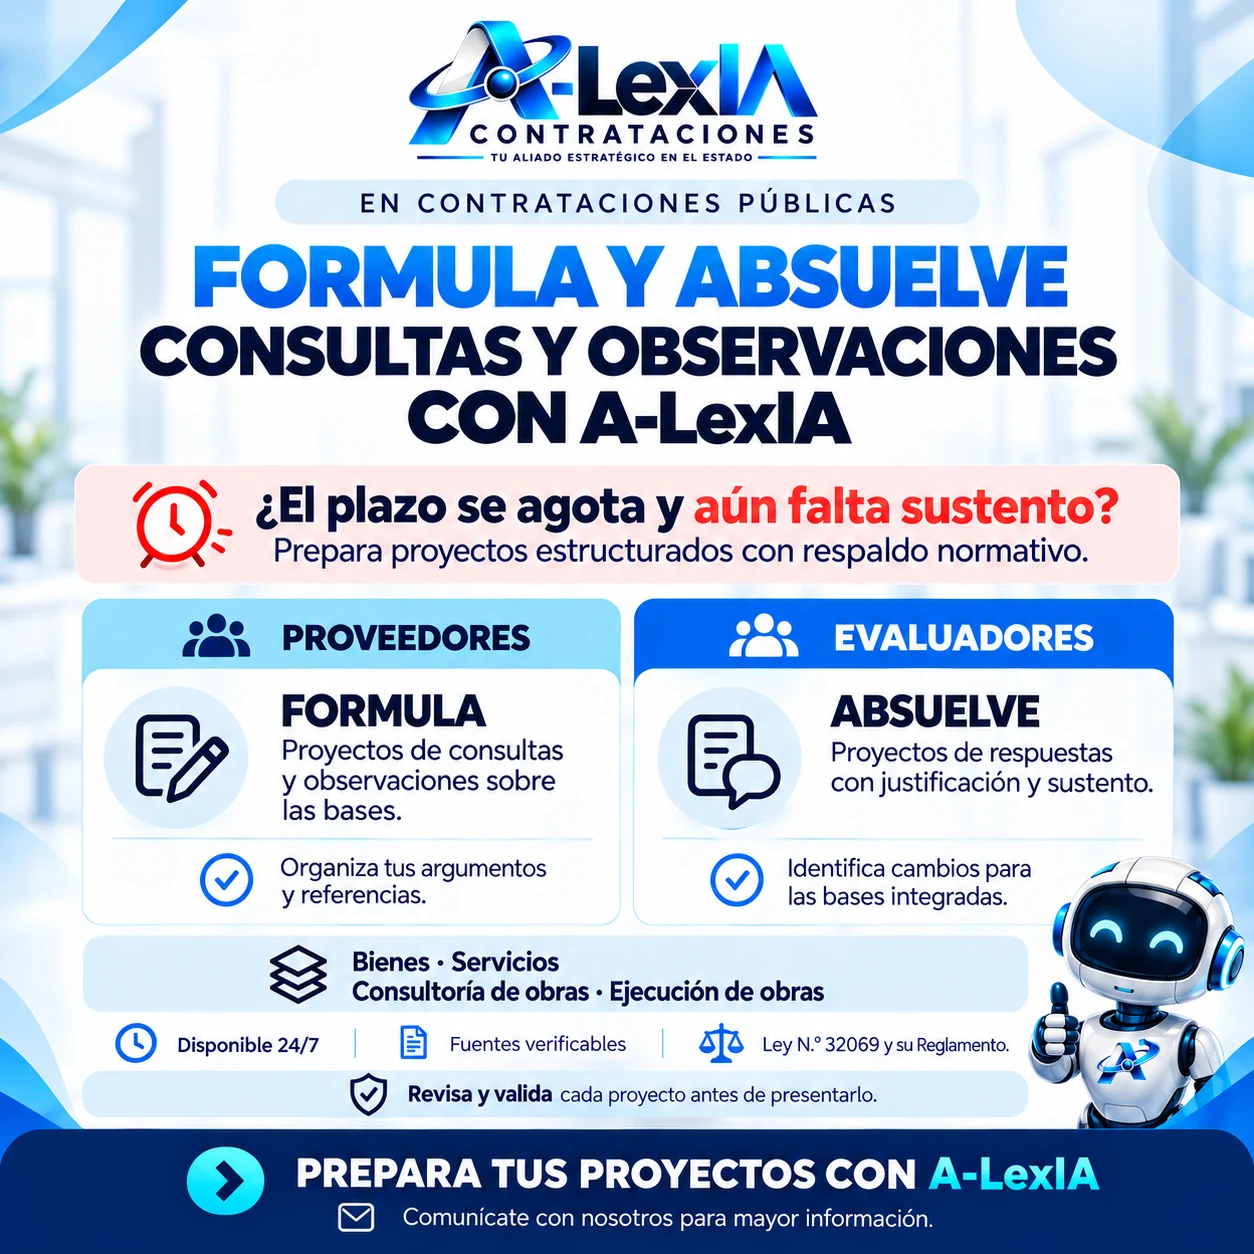 A-LexIA
CONTRATACIONES
TU ALIADO ESTRATÉGICO EN EL ESTADO
EN CONTRATACIONES PÚBLICAS
FORMULA Y ABSUELVE
CONSULTAS Y OBSERVACIONES
CON A-LexIA
¿El plazo se agota y aún falta sustento?
Prepara proyectos estructurados con respaldo normativo.
PROVEEDORES
FORMULA
Proyectos de consultas
y observaciones sobre
las bases.
Organiza tus argumentos
y referencias.
EVALUADORES
ABSUELVE
Proyectos de respuestas
con justificación y sustento.
Identifica cambios para
las bases integradas.
Bienes · Servicios
Consultoría de obras · Ejecución de obras
Disponible 24/7
Fuentes verificables
Ley N.º 32069 y su Reglamento.
Revisa y valida cada proyecto antes de presentarlo.
A
PREPARA TUS PROYECTOS CON A-LexIA
Comunícate con nosotros para mayor información.